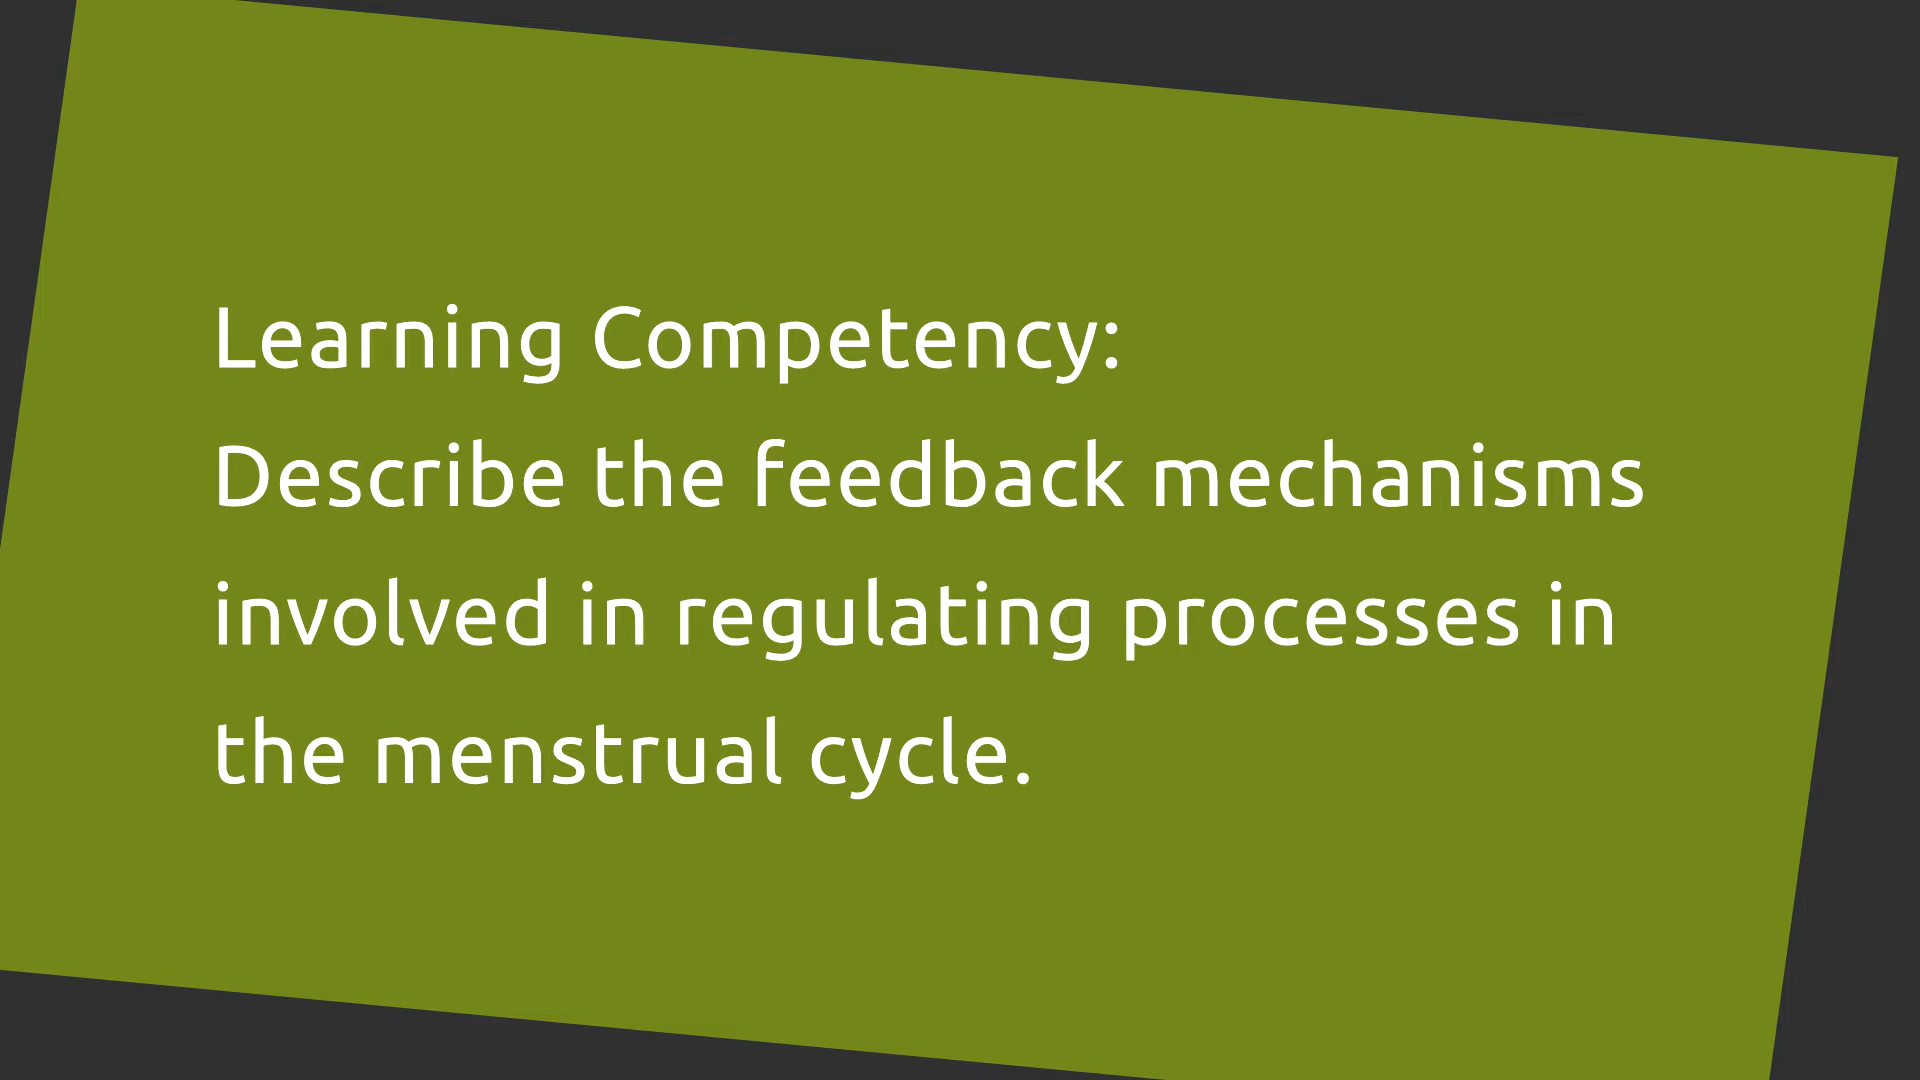 Learning Competency:
Describe the feedback mechanisms
involved in regulating processes in
the menstrual cycle.